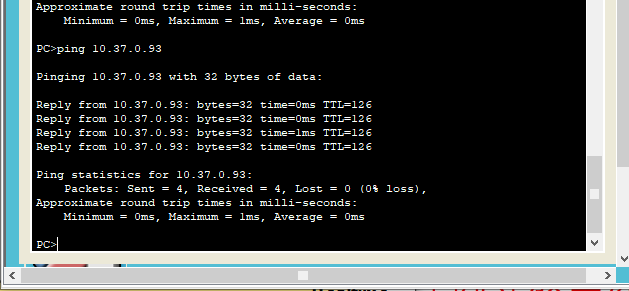 Approximate round trip times in milli-seconds:
Minimum = 0ms, Maximum = 1ms, Average = 0ms
PC>ping 10.37.0.93
Pinging 10.37.0.93 with 32 bytes of data:
Reply from 10.37.0.93: bytes=32 time=0ms TTL=126
Reply from 10.37.0.93: bytes=32 time=0ms TTL=126
Reply from 10.37.0.93: bytes=32 time=1ms TTL=126
Reply from 10.37.0.93: bytes=32 time=0ms TTL=126
Ping statistics for 10.37.0.93:
Packets: Sent = 4, Received = 4, Lost = 0 (0% loss),
Approximate round trip times in milli-seconds:
Minimum = 0ms, Maximum = 1ms, Average = 0ms
PC>